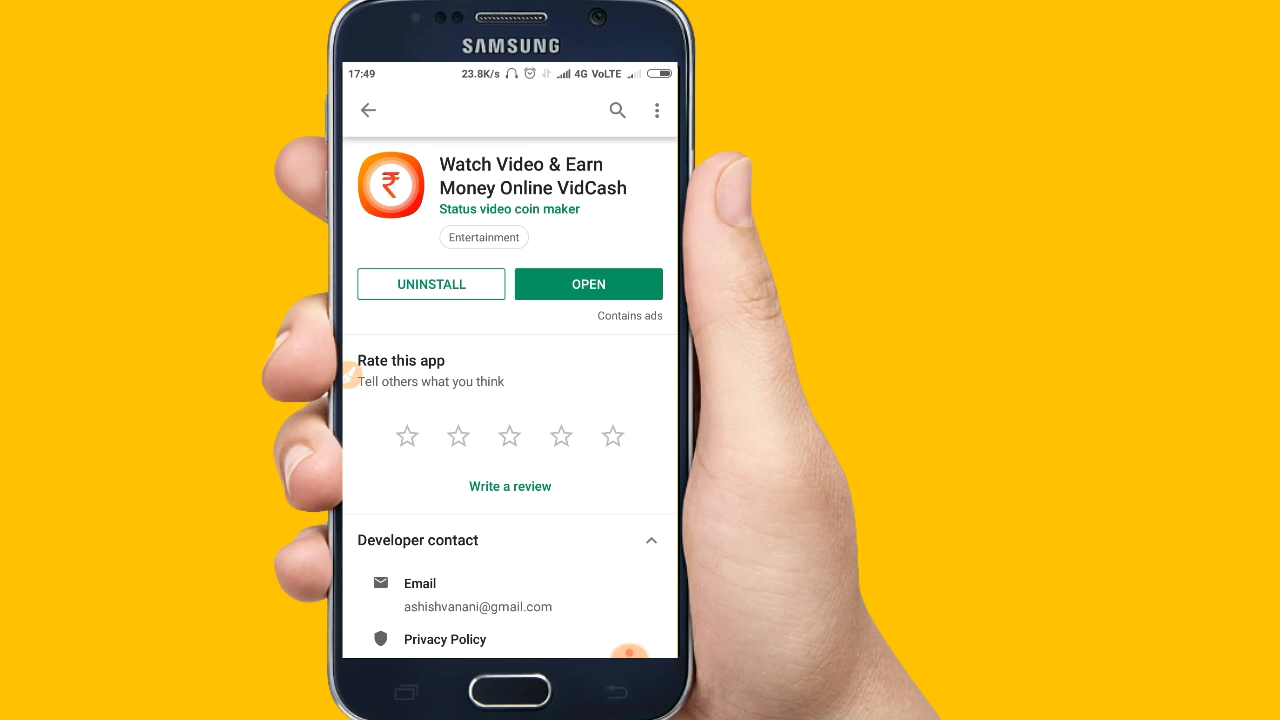 SAMSUNG
17:49 23.8K/s 4G VoLTE
Watch Video & Earn
Money Online VidCash
Status video coin maker
Entertainment
UNINSTALL OPEN
Contains ads
Rate this app
Tell others what you think
Write a review
Developer contact
Email
ashishvanani@gmail.com
Privacy Policy